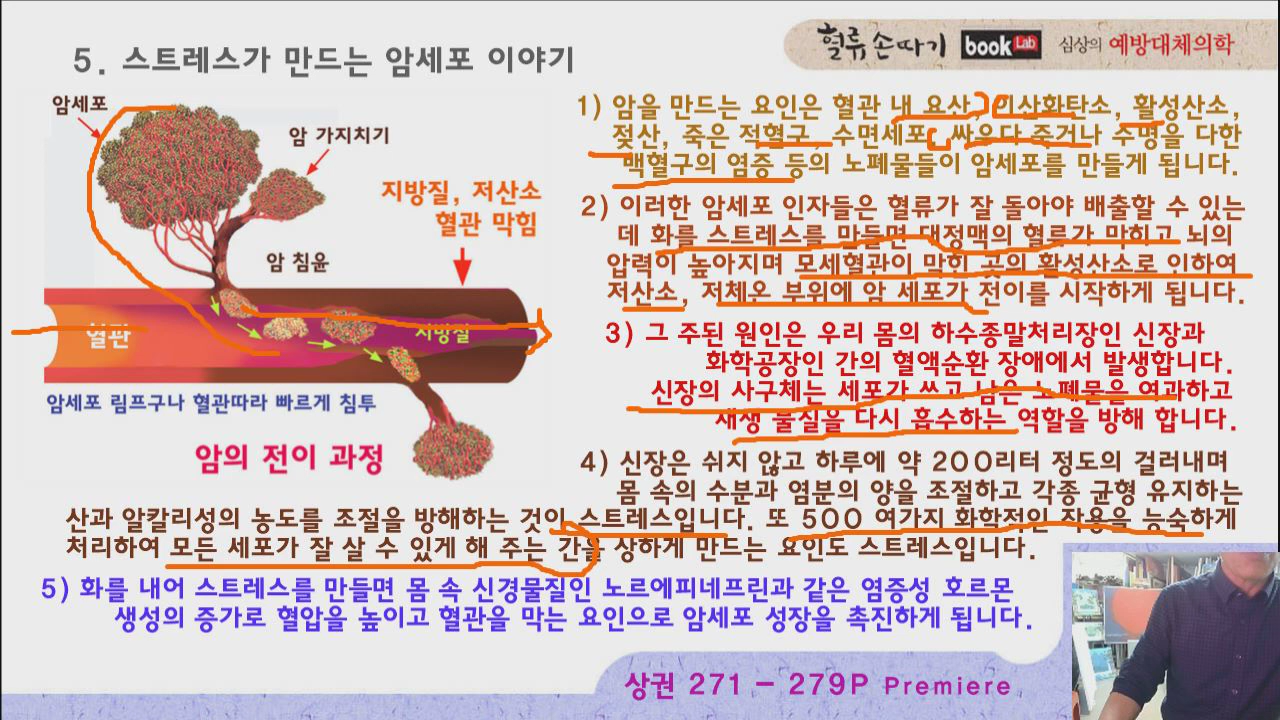 5. 스트레스가 만드는 암세포 이야기
혈류 손따기 book Lab 심상의 예방대체의학
암세포
암 가지치기
지방질, 저산소
혈관 막힘
암 침윤
혈관
지방질
암세포 림프구나 혈관따라 빠르게 침투
암의 전이 과정
1) 암을 만드는 요인은 혈관 내 요산, 이산화탄소, 활성산소,
젖산, 죽은 적혈구, 수면세포, 싸우다 죽거나 수명을 다한
백혈구의 염증 등의 노폐물들이 암세포를 만들게 됩니다.
2) 이러한 암세포 인자들은 혈류가 잘 돌아야 배출할 수 있는
데 화를 스트레스를 만들면 대정맥의 혈류가 막히고 뇌의
압력이 높아지며 모세혈관이 막힌 곳의 활성산소로 인하여
저산소, 저체온 부위에 암 세포가 전이를 시작하게 됩니다.
3) 그 주된 원인은 우리 몸의 하수종말처리장인 신장과
화학공장인 간의 혈액순환 장애에서 발생합니다.
신장의 사구체는 세포가 쓰고 남은 노폐물을 여과하고
재생 물질을 다시 흡수하는 역할을 방해 합니다.
4) 신장은 쉬지 않고 하루에 약 200리터 정도의 걸러내며
몸 속의 수분과 염분의 양을 조절하고 각종 균형 유지하는
산과 알칼리성의 농도를 조절을 방해하는 것이 스트레스입니다. 또 500 여가지 화학적인 작용을 능숙하게
처리하여 모든 세포가 잘 살 수 있게 해 주는 간을 상하게 만드는 요인도 스트레스입니다.
5) 화를 내어 스트레스를 만들면 몸 속 신경물질인 노르에피네프린과 같은 염증성 호르몬
생성의 증가로 혈압을 높이고 혈관을 막는 요인으로 암세포 성장을 촉진하게 됩니다.
상권 271 - 279P Premiere